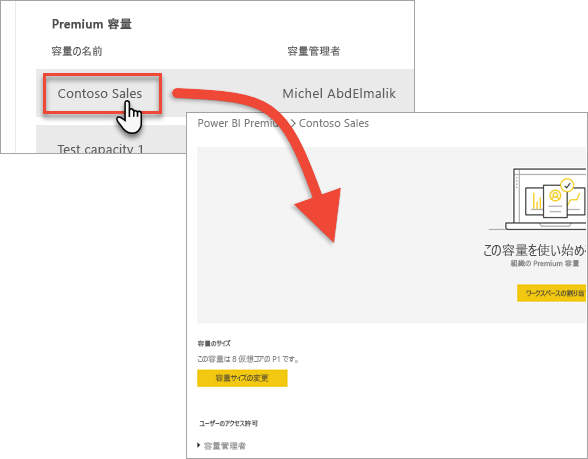 Premium 容量
容量の名前 容量管理者
Contoso Sales Michel AbdElmalik
Test capacity 1
Power BI Premium > Contoso Sales
この容量を使い始め
組織の Premium 容量
ワークスペースの割り当
容量のサイズ
この容量は 8 仮想コアの P1 です。
容量サイズの変更
ユーザーのアクセス許可
容量管理者